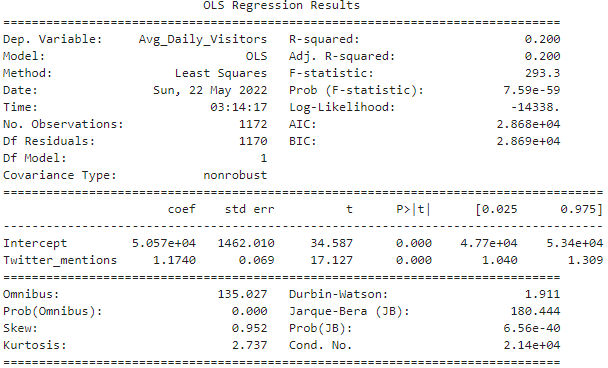 OLS Regression Results
==============================================================================
Dep. Variable:     Avg_Daily_Visitors   R-squared:                       0.200
Model:                            OLS   Adj. R-squared:                  0.200
Method:                 Least Squares   F-statistic:                     293.3
Date:                Sun, 22 May 2022   Prob (F-statistic):           7.59e-59
Time:                        03:14:17   Log-Likelihood:                -14338.
No. Observations:                1172   AIC:                         2.868e+04
Df Residuals:                    1170   BIC:                         2.869e+04
Df Model:                           1
Covariance Type:            nonrobust
====================================================================================
                       coef    std err          t      P>|t|      [0.025      0.975]
------------------------------------------------------------------------------------
Intercept         5.057e+04   1462.010     34.587      0.000    4.77e+04    5.34e+04
Twitter_mentions     1.1740      0.069     17.127      0.000       1.040       1.309
==============================================================================
Omnibus:                      135.027   Durbin-Watson:                   1.911
Prob(Omnibus):                  0.000   Jarque-Bera (JB):              180.444
Skew:                           0.952   Prob(JB):                     6.56e-40
Kurtosis:                       2.737   Cond. No.                     2.14e+04
==============================================================================